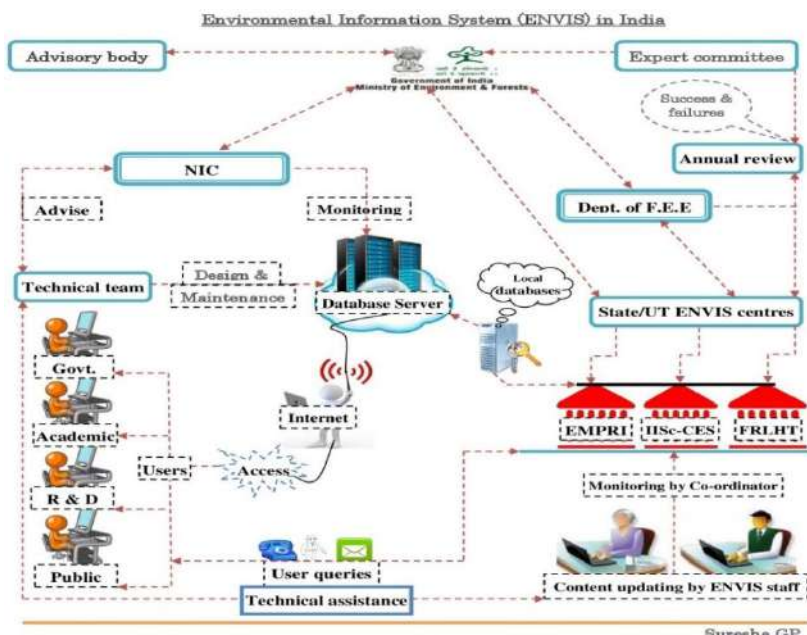 Environmental Information System (ENVIS) in India
Advisory body
Expert committee
Government of India
Ministry of Environment & Forests
Success &
failures
Annual review
NIC
Advise
Monitoring
Dept. of F.E.E
Technical team
Design &
Maintenance
Database Server
Local
databases
State/UT ENVIS centres
Govt.
Internet
EMPRI
IISc-CES
FRLHT
Academic
Users
Access
R & D
Monitoring by Co-ordinator
Public
User queries
Content updating by ENVIS staff
Technical assistance
Suresha GP